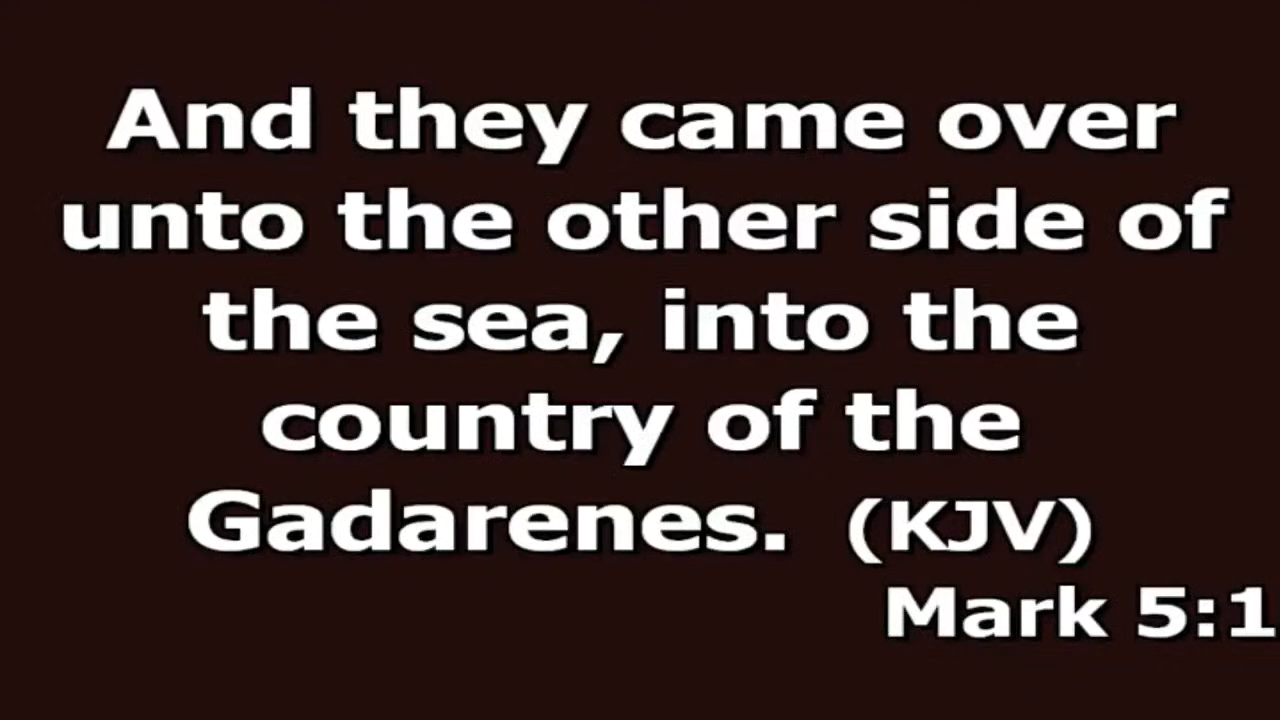 And they came over
unto the other side of
the sea, into the
country of the
Gadarenes. (KJV)
Mark 5:1